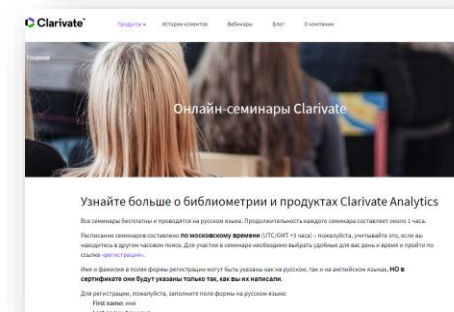 Clarivate™
Продукты
Истории клиентов
Вебинары
Блог
О компании
Главная
Онлайн-семинары Clarivate
Узнайте больше о библиометрии и продуктах Clarivate Analytics
Все семинары бесплатны и проводятся на русском языке. Продолжительность каждого семинара составляет около 1 часа.
Расписание семинаров составлено по московскому времени (UTC/GMT +3 часа) – пожалуйста, учитывайте это, если вы
находитесь в другом часовом поясе. Для участия в семинаре необходимо выбрать удобные для вас день и время и пройти по
ссылке «регистрация».
Имя и фамилия в полях формы регистрации могут быть указаны как на русском, так и на английском языках, НО в
сертификате они будут указаны только так, как вы их написали.
Для регистрации, пожалуйста, заполните поля формы на русском языке:
First name: имя